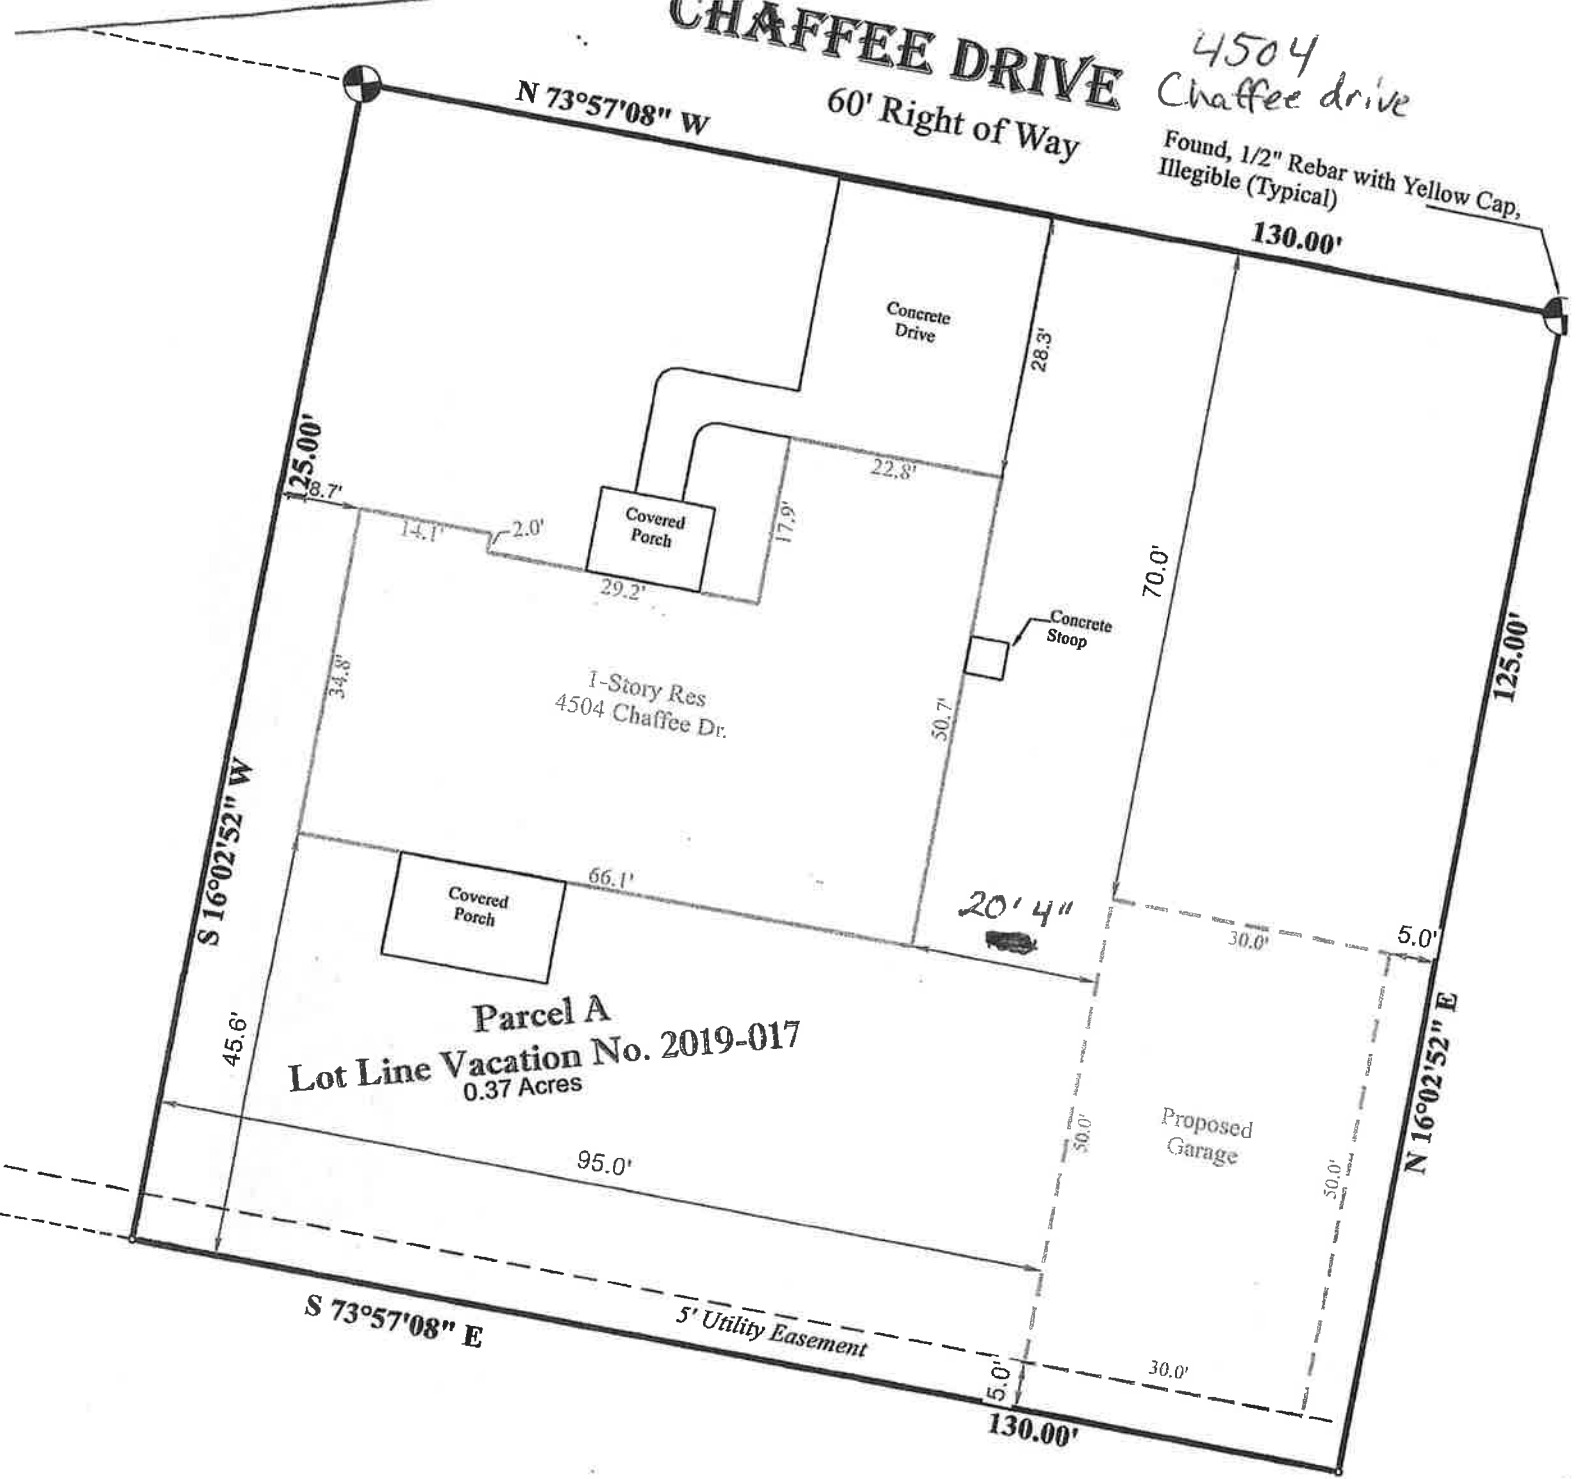 CHAFFEE DRIVE
60' Right of Way
4504
Chaffee drive
Found, 1/2" Rebar with Yellow Cap,
Illegible (Typical)
N 73°57'08" W
130.00'
Concrete
Drive
28.3'
125.00'
8.7'
14.1'
2.0'
Covered
Porch
29.2'
17.9'
22.8'
70.0'
Concrete
Stoop
125.00'
34.8'
1-Story Res
4504 Chaffee Dr.
50.7'
S 16°02'52" W
66.1'
Covered
Porch
20' 4"
30.0'
5.0'
45.6'
Parcel A
Lot Line Vacation No. 2019-017
0.37 Acres
N 16°02'52" E
95.0'
50.0'
Proposed
Garage
50.0'
S 73°57'08" E
5' Utility Easement
5.0'
30.0'
130.00'